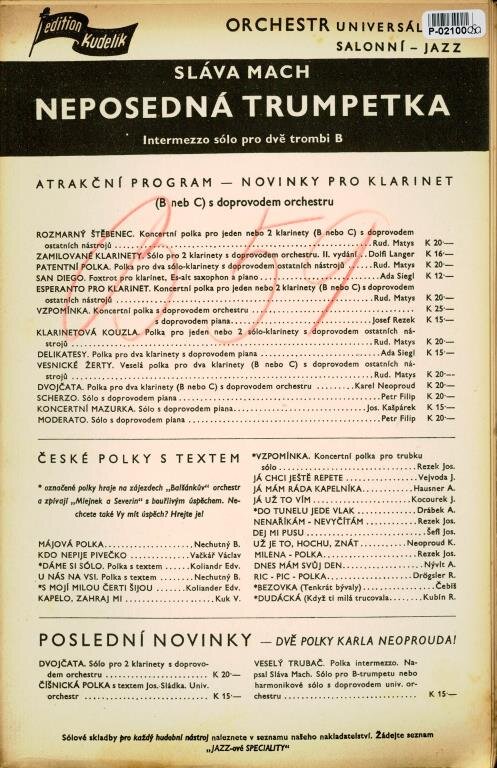 edition
Kudelík
ORCHESTR UNIVERSÁL
SALONNÍ – JAZZ
SLÁVA MACH
NEPOSEDNÁ TRUMPETKA
Intermezzo sólo pro dvě trombi B
ATRAKČNÍ PROGRAM — NOVINKY PRO KLARINET
(B neb C) s doprovodem orchestru
ROZMARNÝ ŠTĚBENEC. Koncertní polka pro jeden nebo 2 klarinety (B nebo C) s doprovodem
ostatních nástrojů Rud. Matys K 20·—
ZAMILOVANÉ KLARINETY. Sólo pro 2 klarinety s doprovodem orchestru. II. vydání Dolfi Langer K 16·—
PATENTNÍ POLKA. Polka pro dva sólo-klarinety s doprovodem ostatních nástrojů Rud. Matys K 20·—
SAN DIEGO. Foxtrot pro klarinet, Es-alt saxophon a piano Ada Siegl K 12·—
ESPERANTO PRO KLARINET. Koncertní polka pro jeden nebo 2 klarinety (B nebo C) s doprovodem
ostatních nástrojů Rud. Matys K 20·—
VZPOMÍNKA. Koncertní polka s doprovodem orchestru K 25·—
s doprovodem piana Josef Rezek K 15·—
KLARINETOVÁ KOUZLA. Polka pro jeden nebo 2 sólo-klarinety s doprovodem ostatních ná-
strojů Rud. Matys K 20·—
DELIKATESY. Polka pro dva klarinety s doprovodem piana Ada Siegl K 15·—
VESNICKÉ ŽERTY. Veselá polka pro dva klarinety (B nebo C) s doprovodem ostatních ná-
strojů Rud. Matys K 20·—
DVOJČATA. Polka pro dva klarinety (B nebo C) s doprovodem orchestru Karel Neoproud K 20·—
SCHERZO. Sólo s doprovodem piana Petr Filip K 20·—
KONCERTNÍ MAZURKA. Sólo s doprovodem piana Jos. Kašpárek K 15·—
MODERATO. Sólo s doprovodem piana Petr Filip K 20·—
B 59
ČESKÉ POLKY S TEXTEM
* označené polky hraje na zájezdech „Balšánkův" orchestr
a zpívají „Mlejnek a Severin" s bouřlivým úspěchem. Ne-
chcete také Vy mít úspěch? Hrejte je!
MÁJOVÁ POLKA Nechutný B.
KDO NEPIJE PIVEČKO Vačkář Václav
*DÁME SI SÓLO. Polka s textem Koliandr Edv.
U NÁS NA VSI. Polka s textem Nechutný B.
*S MOJÍ MILOU ČERTI ŠIJOU Koliander Edv.
KAPELO, ZAHRAJ MI Kuk V.
*VZPOMÍNKA. Koncertní polka pro trubku
sólo Rezek Jos.
JÁ CHCI JEŠTĚ REPETE Vejvoda J.
JÁ MÁM RÁDA KAPELNÍKA Hausner A.
JÁ UŽ TO VÍM Kocourek J.
*DO TUNELU JEDE VLAK Drábek A.
NENAŘÍKÁM - NEVYČÍTÁM Rezek Jos.
DEJ MI PUSU Šefl Jos.
UŽ JE TO, HOCHU, ZNÁT Neoproud K.
MILENA - POLKA Rezek Jos.
DNES MÁM SVŮJ DEN Nývlt A.
RIC - PIC - POLKA Drögsler R.
*BEZOVKA (Tenkrát bývaly) Čebiš
*DUDÁCKÁ (Když ti milá trucovala Kubín R.
POSLEDNÍ NOVINKY — DVĚ POLKY KARLA NEOPROUDA!
DVOJČATA. Sólo pro 2 klarinety s doprovo-
dem orchestru K 20·—
ČÍŠNICKÁ POLKA s textem Jos. Sládka. Univ.
orchestr K 15·—
VESELÝ TRUBAČ. Polka intermezzo. Na-
psal Sláva Mach. Sólo pro B-trumpetu nebo
harmonikové sólo s doprovodem univ. or-
chestru K 15·—
Sólové skladby pro každý hudební nástroj naleznete v seznamu našeho nakladatelství. Žádejte seznam
„JAZZ-ové SPECIALITY"